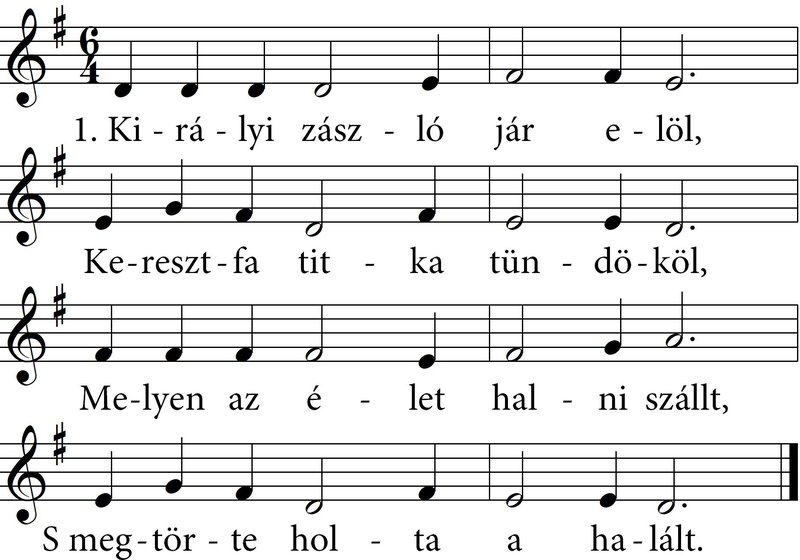 6
4
1. Ki - rá - lyi zász - ló jár e - löl,
Ke - reszt - fa tit - ka tün - dö - köl,
Me - lyen az é - let hal - ni szállt,
S meg - tör - te hol - ta a ha - lált.